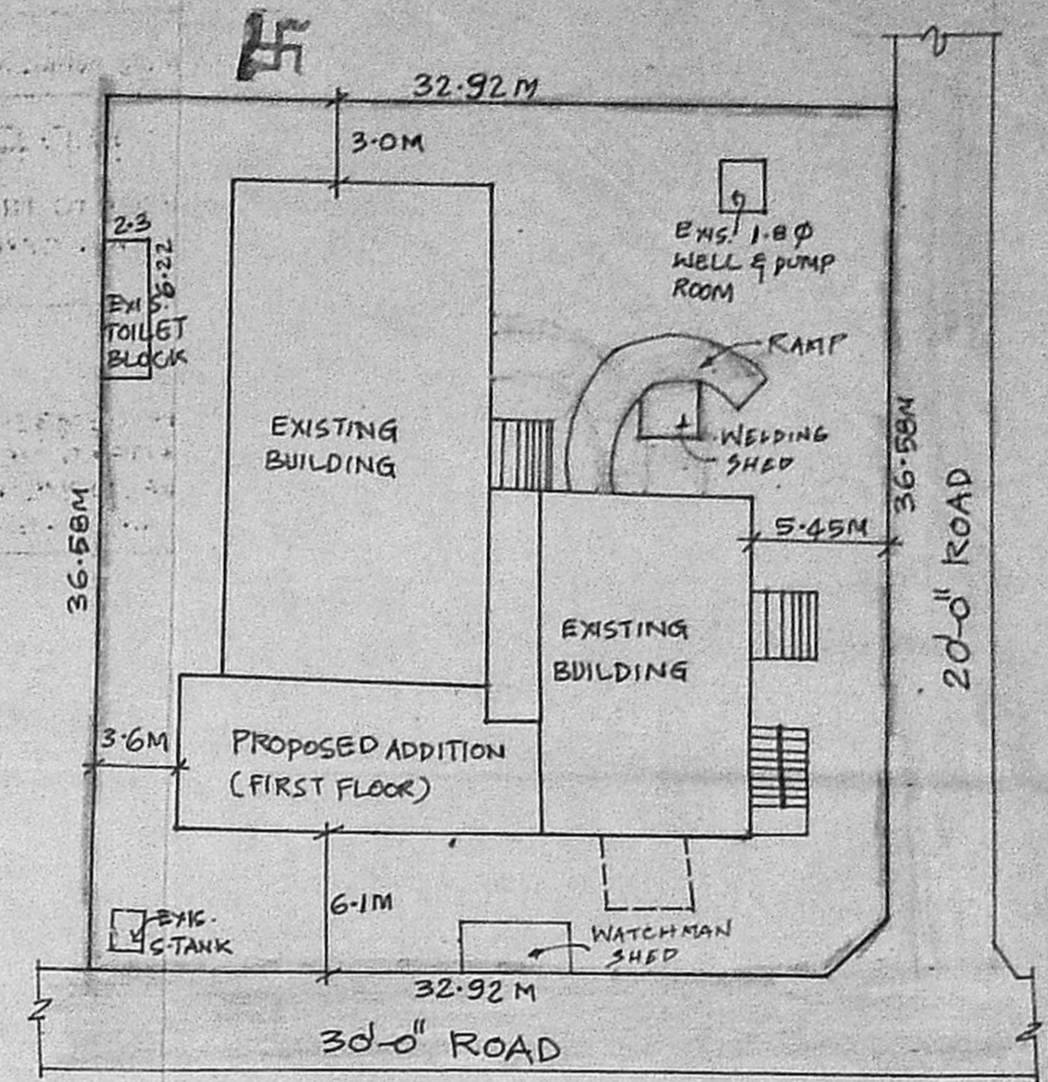 32.92 M
3.0M
2.3
6.22
EXIS.
TOILET
BLOCK
EXIS. 1.8 Ø
WELL & PUMP
ROOM
RAMP
EXISTING
BUILDING
WELDING
SHED
36.58M
36.58M
5.45M
20'-0" ROAD
EXISTING
BUILDING
3.6M
PROPOSED ADDITION
(FIRST FLOOR)
6.1M
EXIS.
S.TANK
WATCHMAN
SHED
32.92 M
30'-0" ROAD